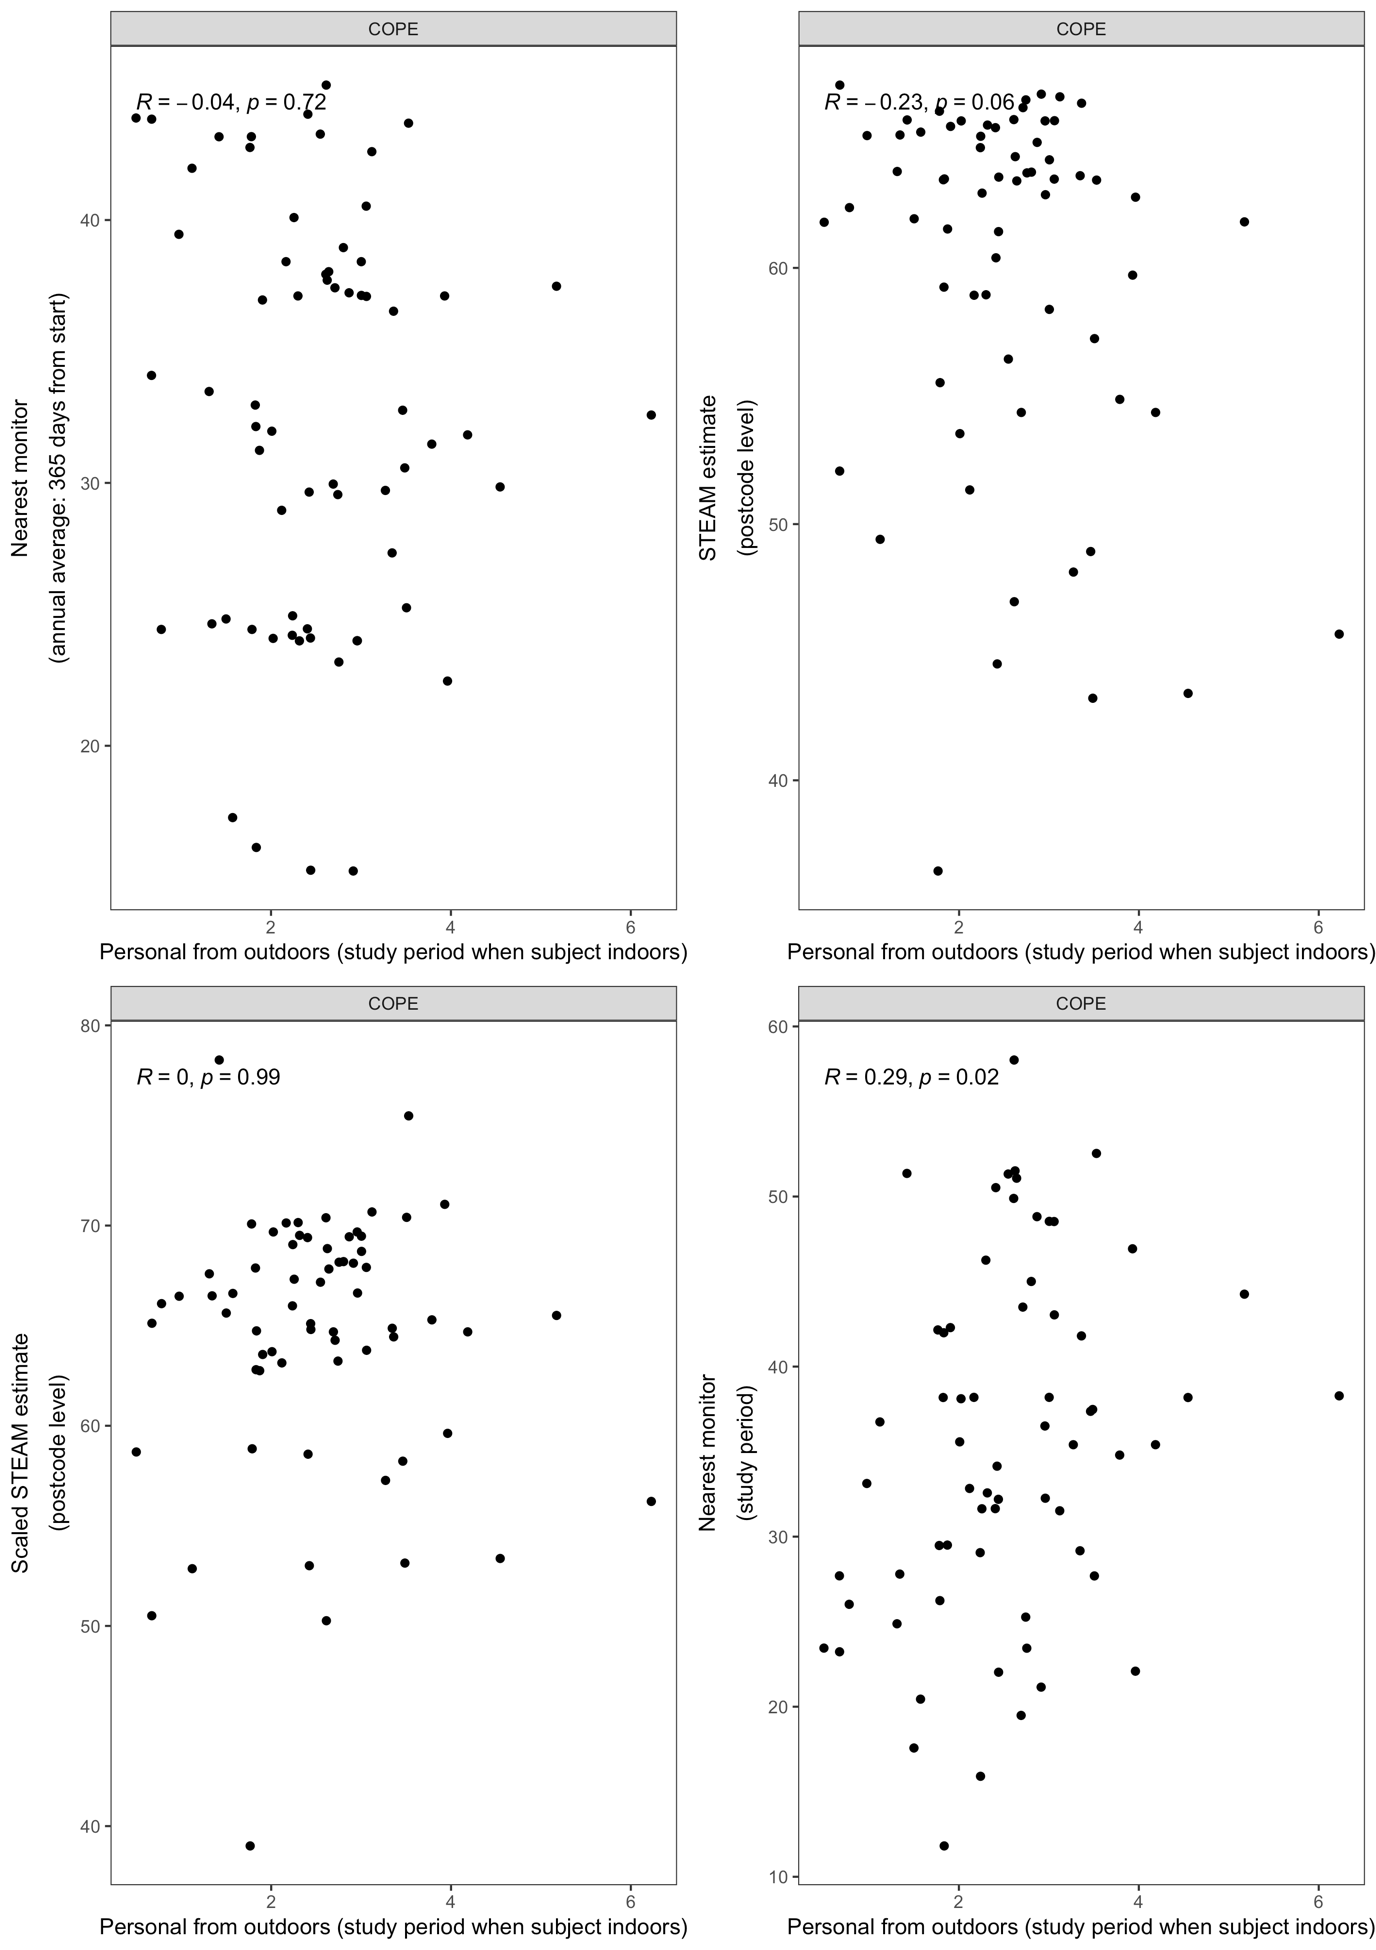 COPE
R = −0.04, p = 0.72
Nearest monitor
(annual average: 365 days from start)
40
30
20
2 4 6
Personal from outdoors (study period when subject indoors)
COPE
R = −0.23, p = 0.06
STEAM estimate
(postcode level)
60
50
40
2 4 6
Personal from outdoors (study period when subject indoors)
COPE
R = 0, p = 0.99
Scaled STEAM estimate
(postcode level)
80
70
60
50
40
2 4 6
Personal from outdoors (study period when subject indoors)
COPE
R = 0.29, p = 0.02
Nearest monitor
(study period)
60
50
40
30
20
10
2 4 6
Personal from outdoors (study period when subject indoors)